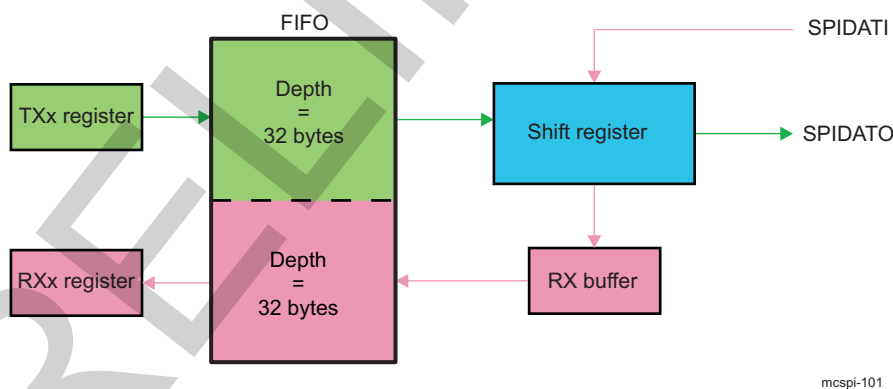 FIFO
SPIDATI
TXx register
Depth
=
32 bytes
Shift register
SPIDATO
RXx register
Depth
=
32 bytes
RX buffer
mcspi-101